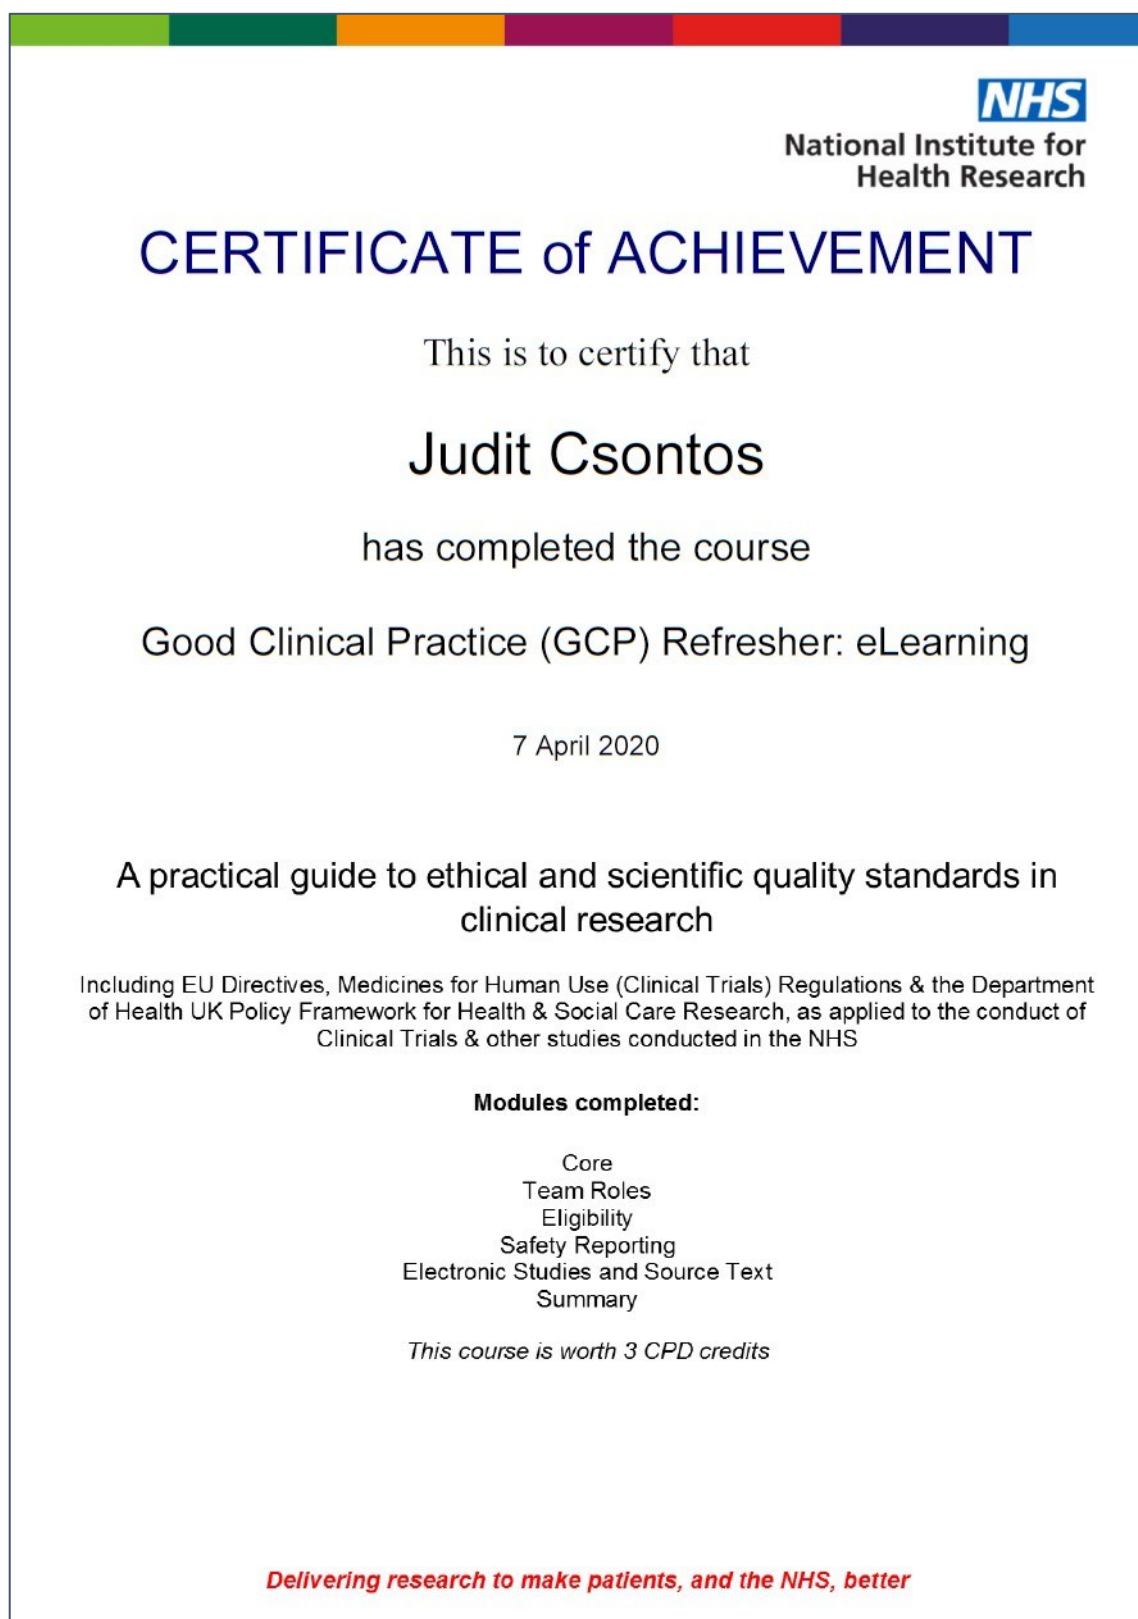 NHS
National Institute for
Health Research
CERTIFICATE of ACHIEVEMENT
This is to certify that
Judit Csontos
has completed the course
Good Clinical Practice (GCP) Refresher: eLearning
7 April 2020
A practical guide to ethical and scientific quality standards in
clinical research
Including EU Directives, Medicines for Human Use (Clinical Trials) Regulations & the Department
of Health UK Policy Framework for Health & Social Care Research, as applied to the conduct of
Clinical Trials & other studies conducted in the NHS
Modules completed:
Core
Team Roles
Eligibility
Safety Reporting
Electronic Studies and Source Text
Summary
This course is worth 3 CPD credits
Delivering research to make patients, and the NHS, better